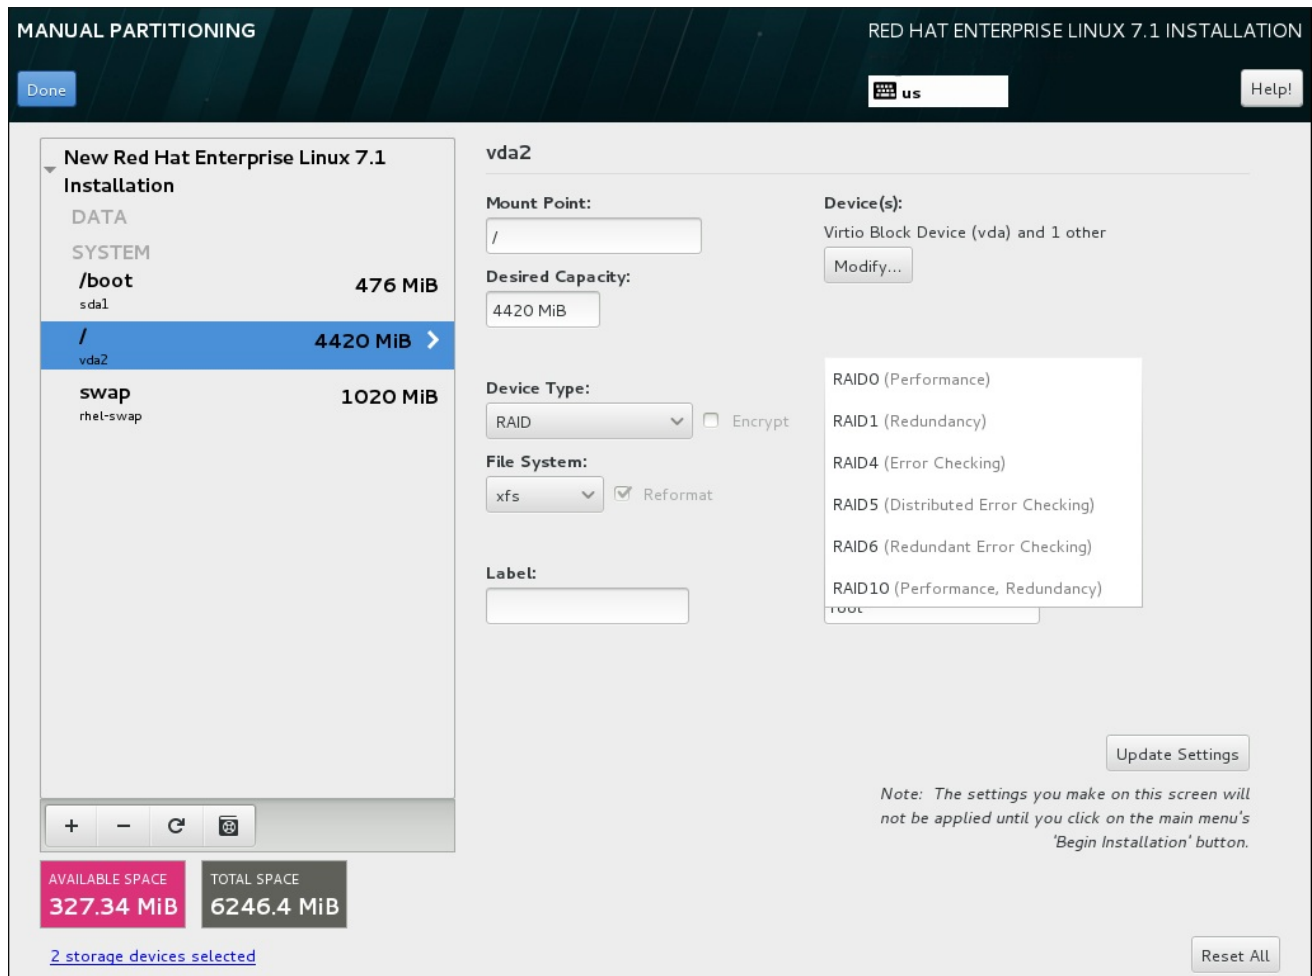 MANUAL PARTITIONING
RED HAT ENTERPRISE LINUX 7.1 INSTALLATION
Done
us
Help!
New Red Hat Enterprise Linux 7.1
Installation
DATA
SYSTEM
/boot
476 MiB
sda1
/
4420 MiB
vda2
swap
1020 MiB
rhel-swap
+
-
AVAILABLE SPACE
327.34 MiB
TOTAL SPACE
6246.4 MiB
2 storage devices selected
vda2
Mount Point:
/
Desired Capacity:
4420 MiB
Device(s):
Virtio Block Device (vda) and 1 other
Modify...
Device Type:
RAID
Encrypt
File System:
xfs
Reformat
Label:
RAID0 (Performance)
RAID1 (Redundancy)
RAID4 (Error Checking)
RAID5 (Distributed Error Checking)
RAID6 (Redundant Error Checking)
RAID10 (Performance, Redundancy)
root
Update Settings
Note: The settings you make on this screen will
not be applied until you click on the main menu's
'Begin Installation' button.
Reset All